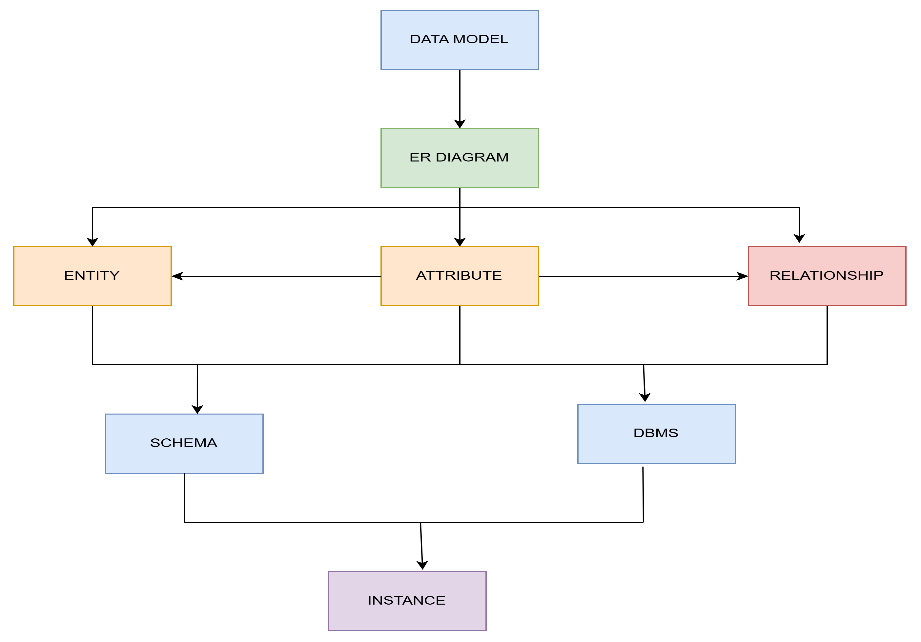 DATA MODEL
ER DIAGRAM
ENTITY
ATTRIBUTE
RELATIONSHIP
SCHEMA
DBMS
INSTANCE